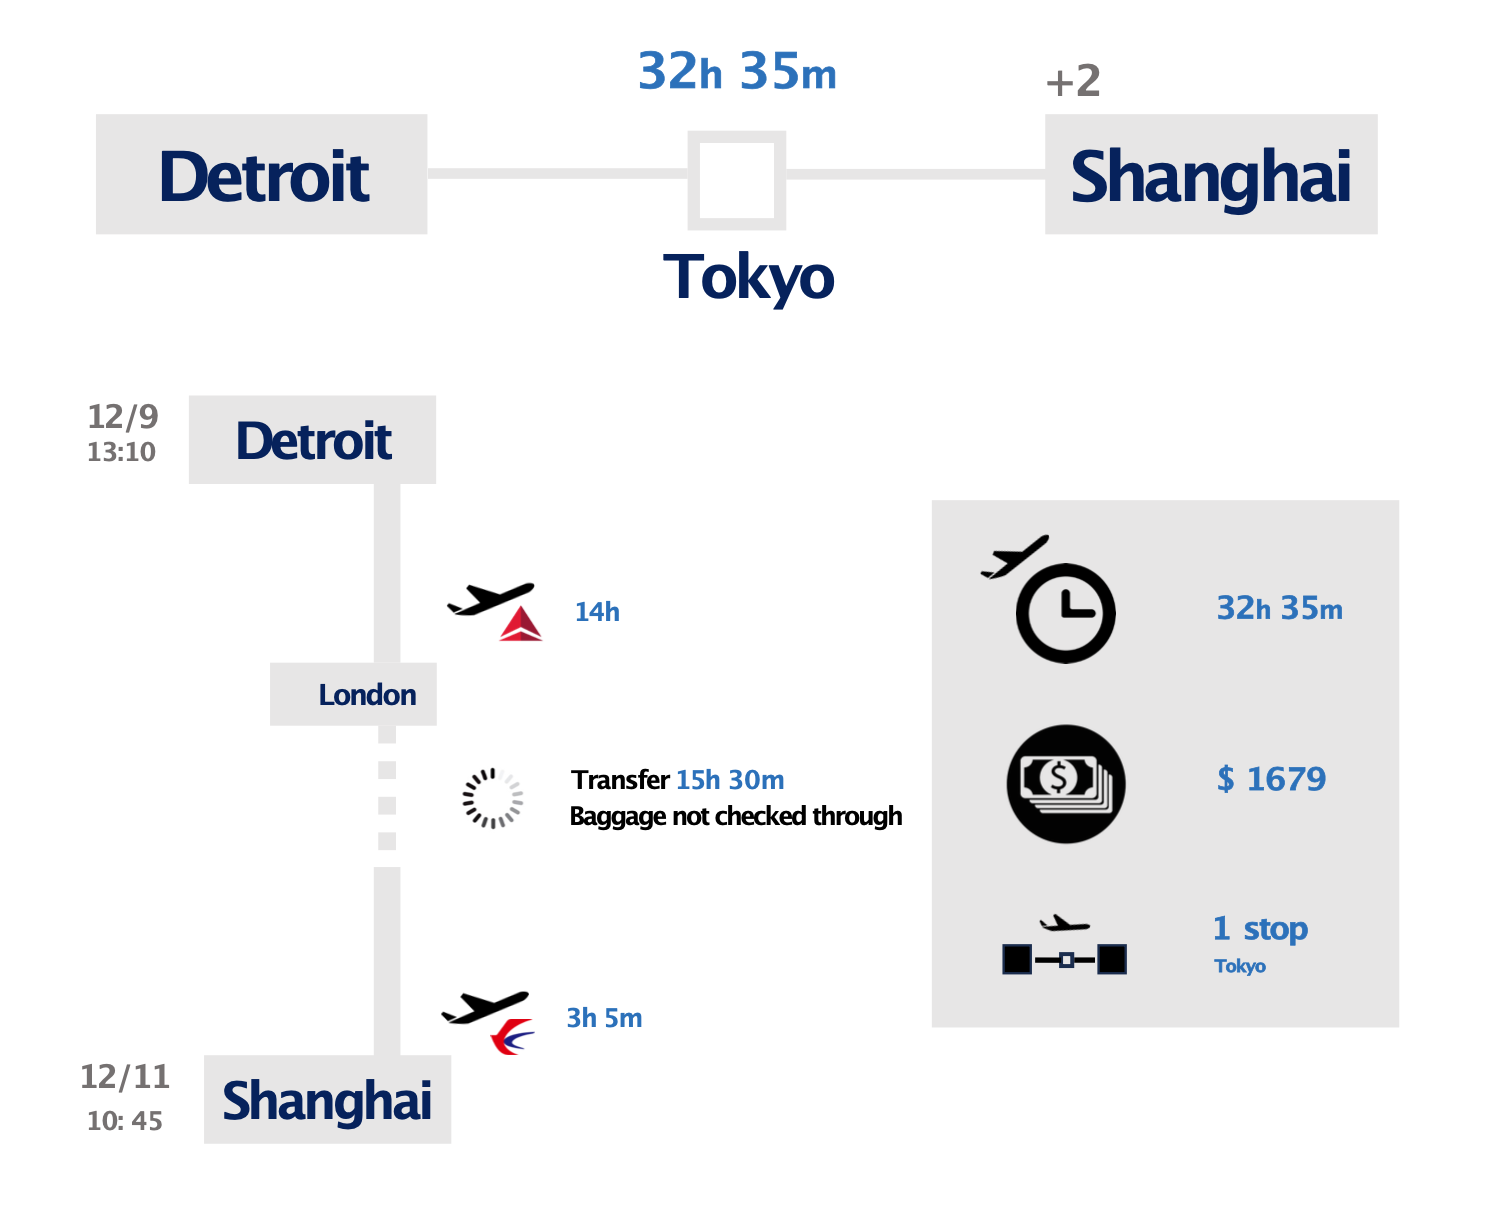 32h 35m
+2
Detroit
Shanghai
Tokyo
12/9
13:10
Detroit
14h
London
Transfer 15h 30m
Baggage not checked through
3h 5m
12/11
10: 45
Shanghai
32h 35m
$ 1679
1 stop
Tokyo